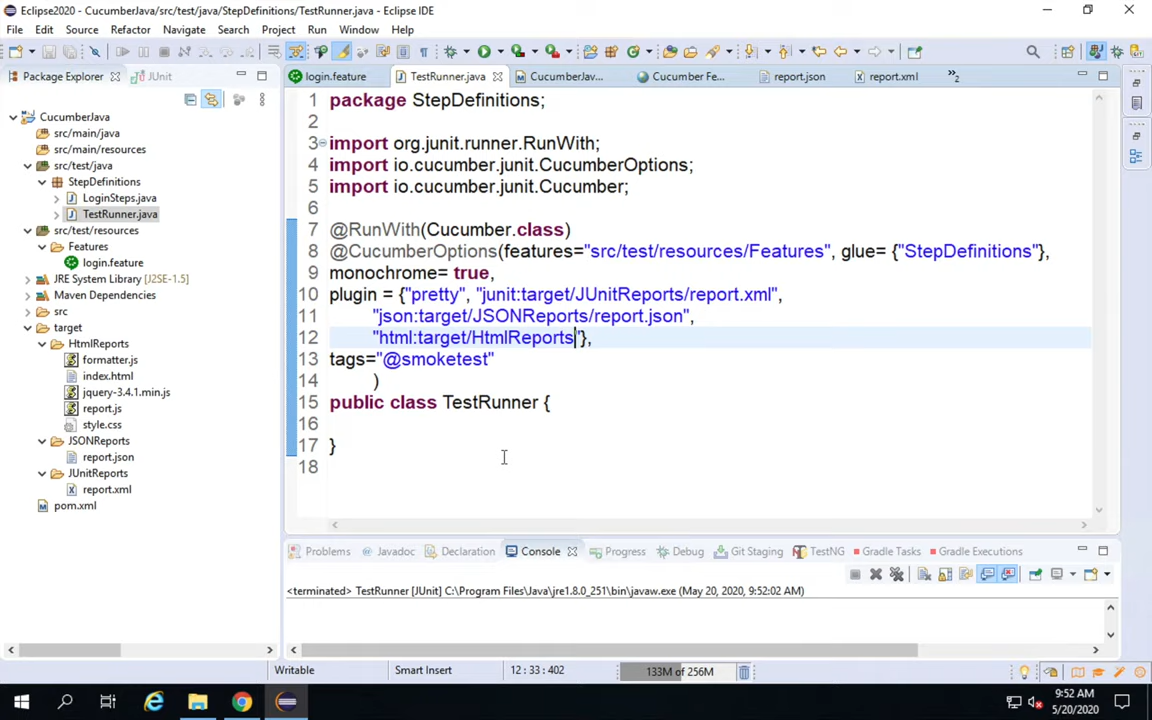 Eclipse2020 - CucumberJava/src/test/java/StepDefinitions/TestRunner.java - Eclipse IDE
File Edit Source Refactor Navigate Search Project Run Window Help
Package Explorer JUnit
login.feature TestRunner.java CucumberJav... Cucumber Fe... report.json report.xml »2
CucumberJava
src/main/java
src/main/resources
src/test/java
StepDefinitions
LoginSteps.java
TestRunner.java
src/test/resources
Features
login.feature
JRE System Library [J2SE-1.5]
Maven Dependencies
src
target
HtmlReports
formatter.js
index.html
jquery-3.4.1.min.js
report.js
style.css
JSONReports
report.json
JUnitReports
report.xml
pom.xml
1 package StepDefinitions;
2
3 import org.junit.runner.RunWith;
4 import io.cucumber.junit.CucumberOptions;
5 import io.cucumber.junit.Cucumber;
6
7 @RunWith(Cucumber.class)
8 @CucumberOptions(features="src/test/resources/Features", glue= {"StepDefinitions"},
9 monochrome= true,
10 plugin = {"pretty", "junit:target/JUnitReports/report.xml",
11 "json:target/JSONReports/report.json",
12 "html:target/HtmlReports"},
13 tags="@smoketest"
14 )
15 public class TestRunner {
16
17 }
18
Problems Javadoc Declaration Console Progress Debug Git Staging TestNG Gradle Tasks Gradle Executions
<terminated> TestRunner [JUnit] C:\Program Files\Java\jre1.8.0_251\bin\javaw.exe (May 20, 2020, 9:52:02 AM)
Writable Smart Insert 12 : 33 : 402 133M of 256M
9:52 AM
5/20/2020